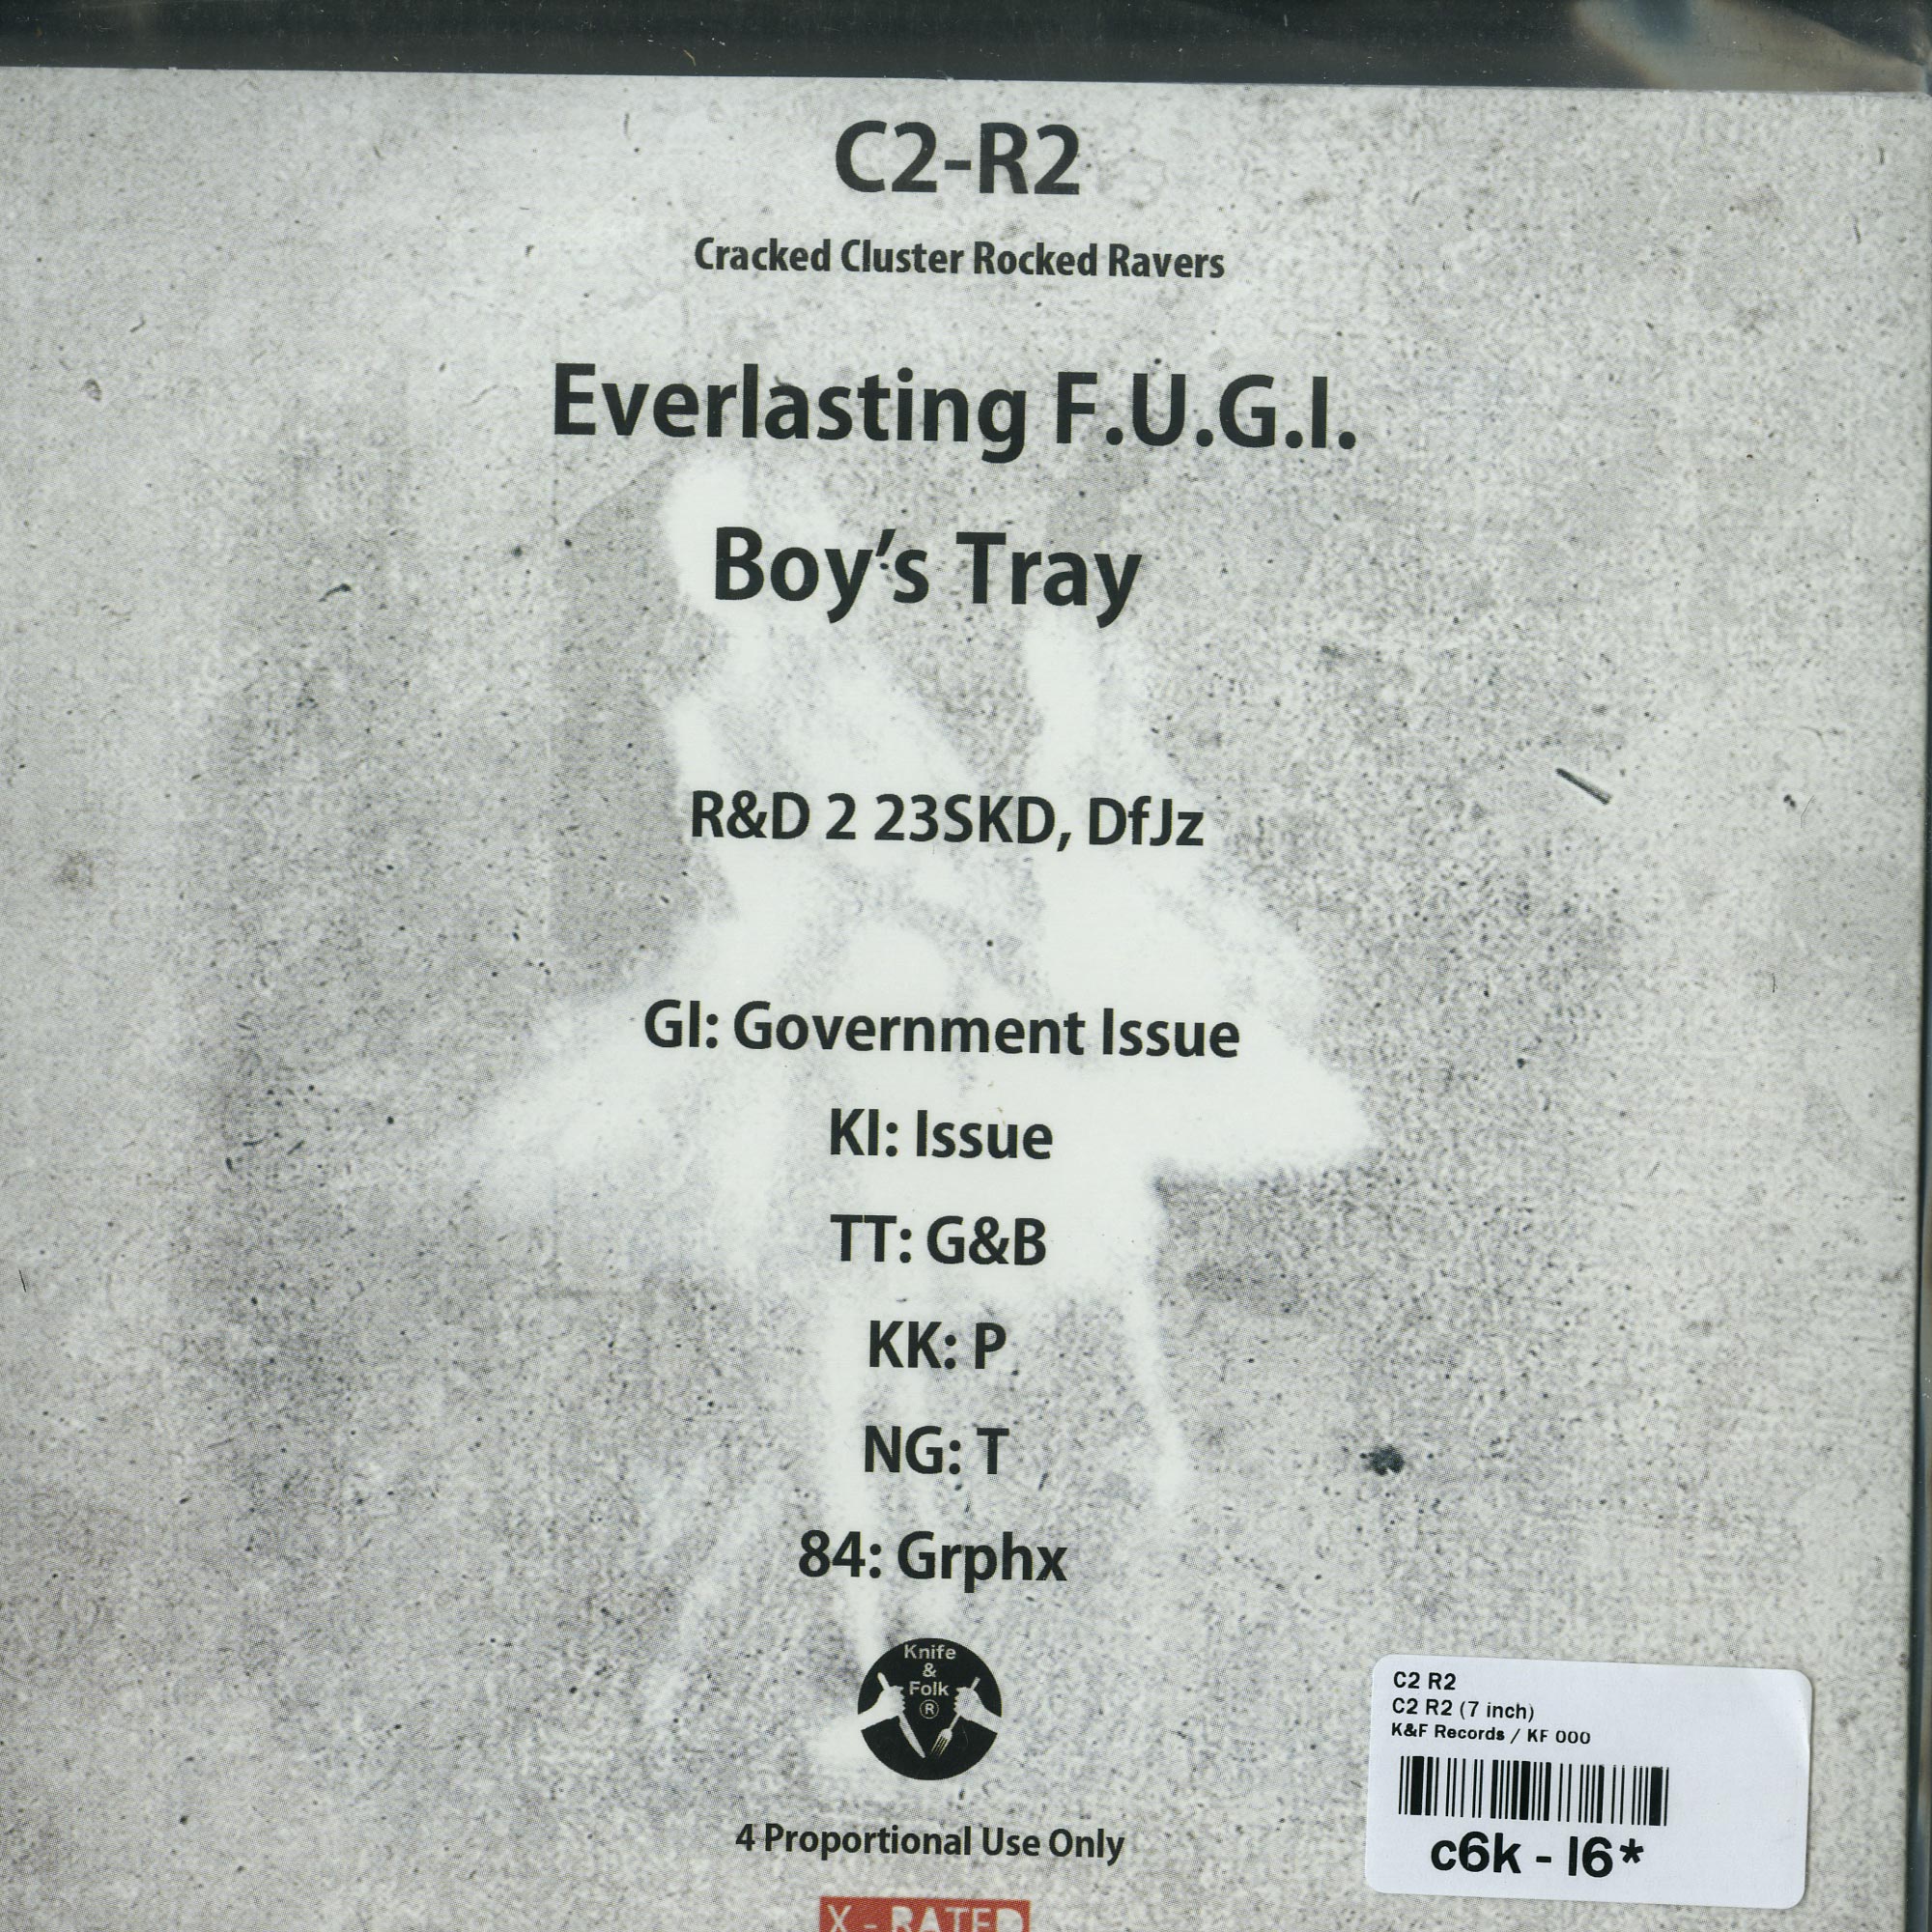 C2-R2
Cracked Cluster Rocked Ravers
Everlasting F.U.G.I.
Boy's Tray
R&D 2 23SKD, DfJz
GI: Government Issue
KI: Issue
TT: G&B
KK: P
NG: T
84: Grphx
Knife
&
Folk
®
4 Proportional Use Only
X - RATED
C2 R2
C2 R2 (7 inch)
K&F Records / KF 000
c6k - l6*